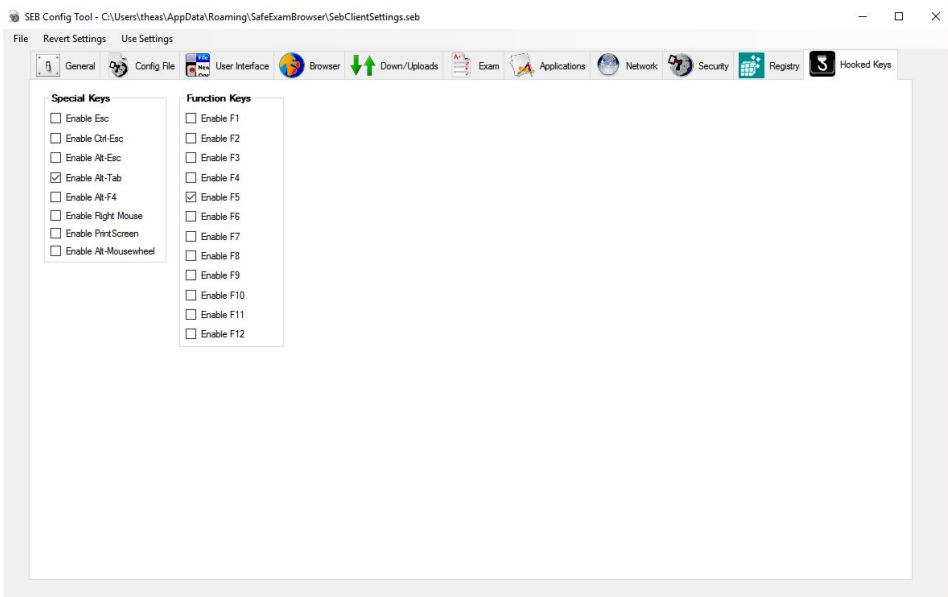 SEB Config Tool - C:\Users\theas\AppData\Roaming\SafeExamBrowser\SebClientSettings.seb
File Revert Settings Use Settings
General Config File User Interface Browser Down/Uploads Exam Applications Network Security Registry Hooked Keys
Special Keys
Enable Esc
Enable Ctrl-Esc
Enable Alt-Esc
Enable Alt-Tab
Enable Alt-F4
Enable Right Mouse
Enable PrintScreen
Enable Alt-Mousewheel
Function Keys
Enable F1
Enable F2
Enable F3
Enable F4
Enable F5
Enable F6
Enable F7
Enable F8
Enable F9
Enable F10
Enable F11
Enable F12